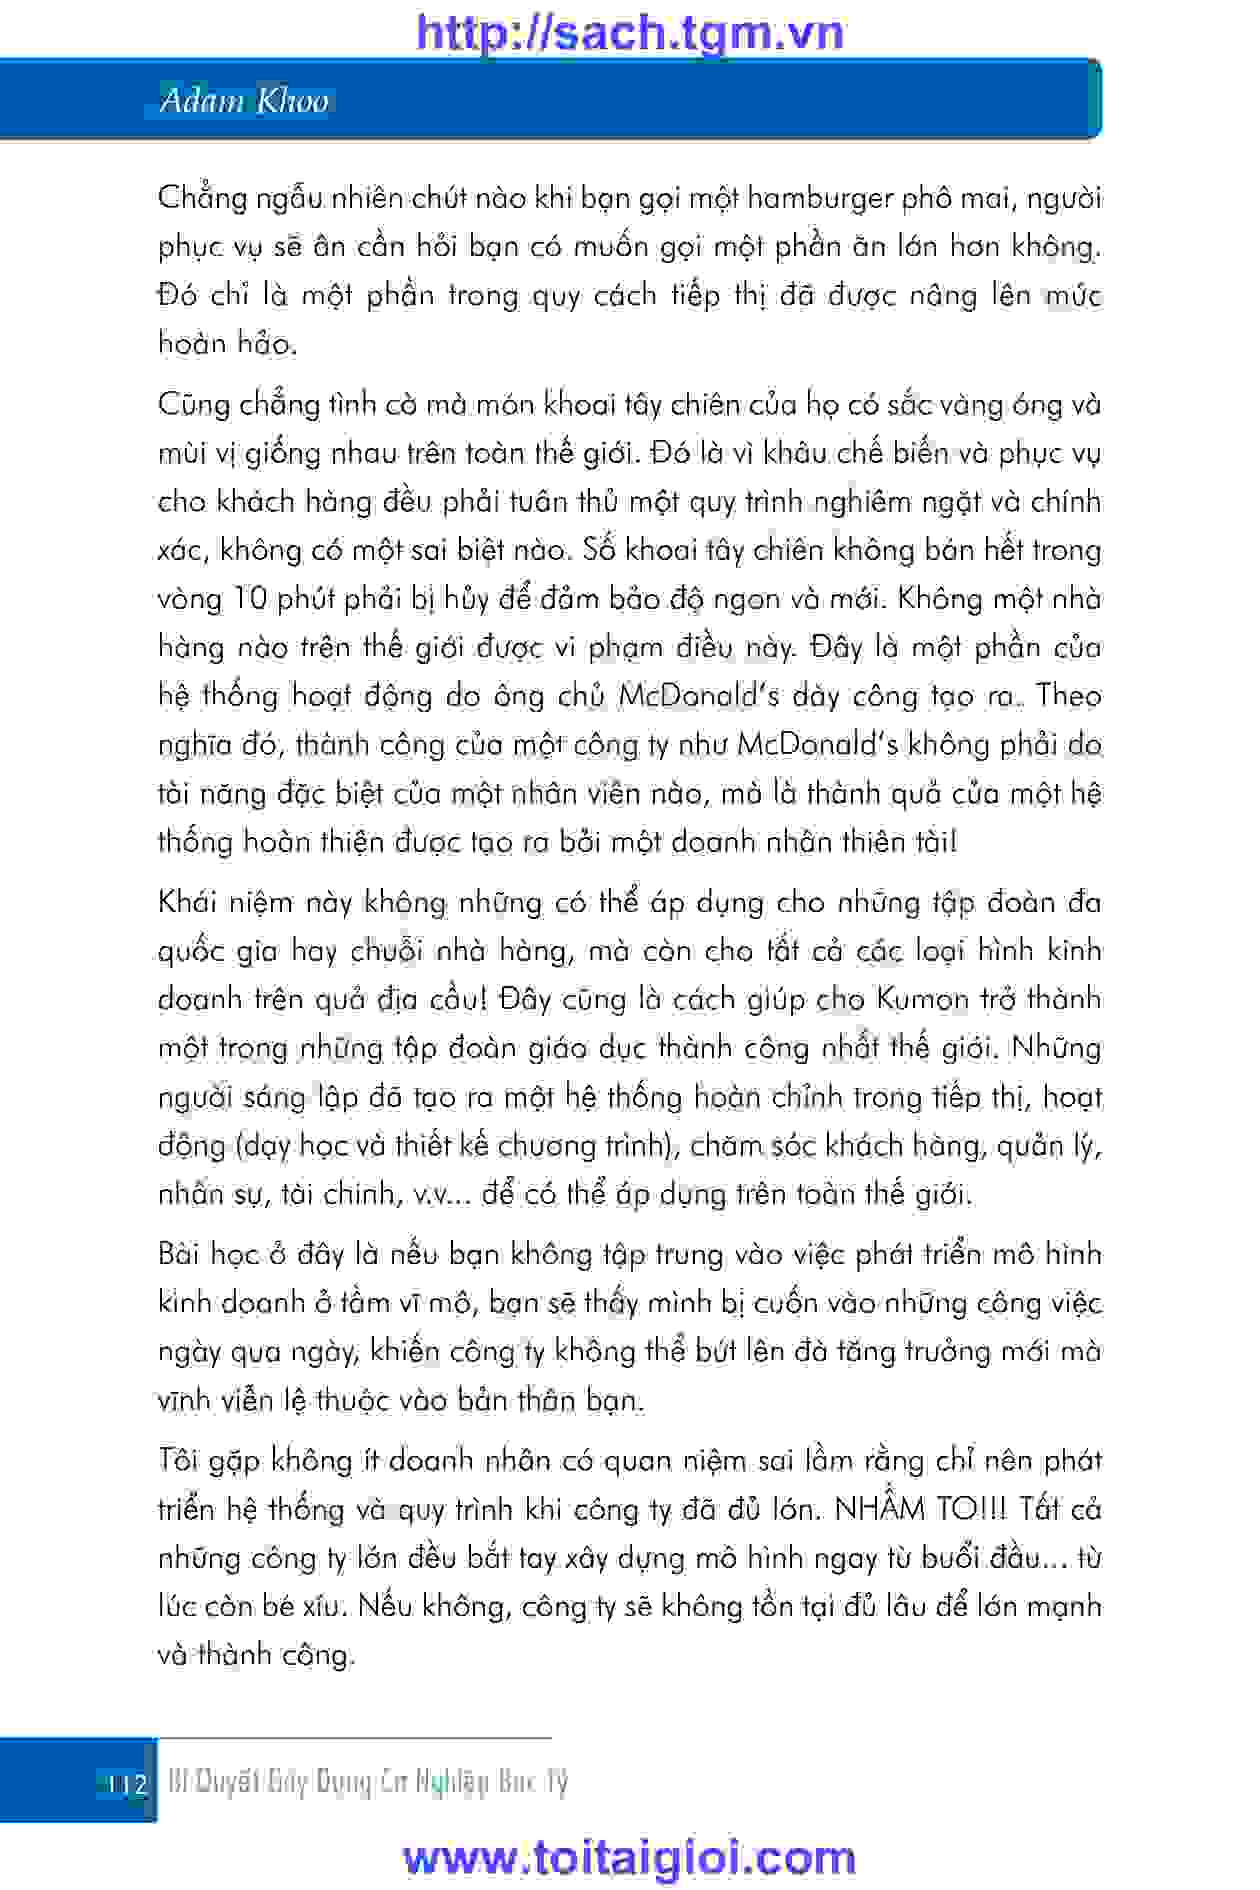 http://sach.tgm.vn
Adam Khoo
Chẳng ngẫu nhiên chút nào khi bạn gọi một hamburger phô mai, người
phục vụ sẽ ân cần hỏi bạn có muốn gọi một phần ăn lớn hơn không.
Đó chỉ là một phần trong quy cách tiếp thị đã được nâng lên mức
hoàn hảo.
Cũng chẳng tình cờ mà món khoai tây chiên của họ có sắc vàng óng và
mùi vị giống nhau trên toàn thế giới. Đó là vì khâu chế biến và phục vụ
cho khách hàng đều phải tuân thủ một quy trình nghiêm ngặt và chính
xác, không có một sai biệt nào. Số khoai tây chiên không bán hết trong
vòng 10 phút phải bị hủy để đảm bảo độ ngon và mới. Không một nhà
hàng nào trên thế giới được vi phạm điều này. Đây là một phần của
hệ thống hoạt động do ông chủ McDonald's dày công tạo ra. Theo
nghĩa đó, thành công của một công ty như McDonald's không phải do
tài năng đặc biệt của một nhân viên nào, mà là thành quả của một hệ
thống hoàn thiện được tạo ra bởi một doanh nhân thiên tài!
Khái niệm này không những có thể áp dụng cho những tập đoàn đa
quốc gia hay chuỗi nhà hàng, mà còn cho tất cả các loại hình kinh
doanh trên quả địa cầu! Đây cũng là cách giúp cho Kumon trở thành
một trong những tập đoàn giáo dục thành công nhất thế giới. Những
người sáng lập đã tạo ra một hệ thống hoàn chỉnh trong tiếp thị, hoạt
động (dạy học và thiết kế chương trình), chăm sóc khách hàng, quản lý,
nhân sự, tài chính, v.v... để có thể áp dụng trên toàn thế giới.
Bài học ở đây là nếu bạn không tập trung vào việc phát triển mô hình
kinh doanh ở tầm vĩ mô, bạn sẽ thấy mình bị cuốn vào những công việc
ngày qua ngày, khiến công ty không thể bứt lên đà tăng trưởng mới mà
vĩnh viễn lệ thuộc vào bản thân bạn.
Tôi gặp không ít doanh nhân có quan niệm sai lầm rằng chỉ nên phát
triển hệ thống và quy trình khi công ty đã đủ lớn. NHẦM TO!!! Tất cả
những công ty lớn đều bắt tay xây dựng mô hình ngay từ buổi đầu... từ
lúc còn bé xíu. Nếu không, công ty sẽ không tồn tại đủ lâu để lớn mạnh
và thành công.
112 Bí Quyết Gây Dựng Cơ Nghiệp Bạc Tỷ
www.toitaigioi.com